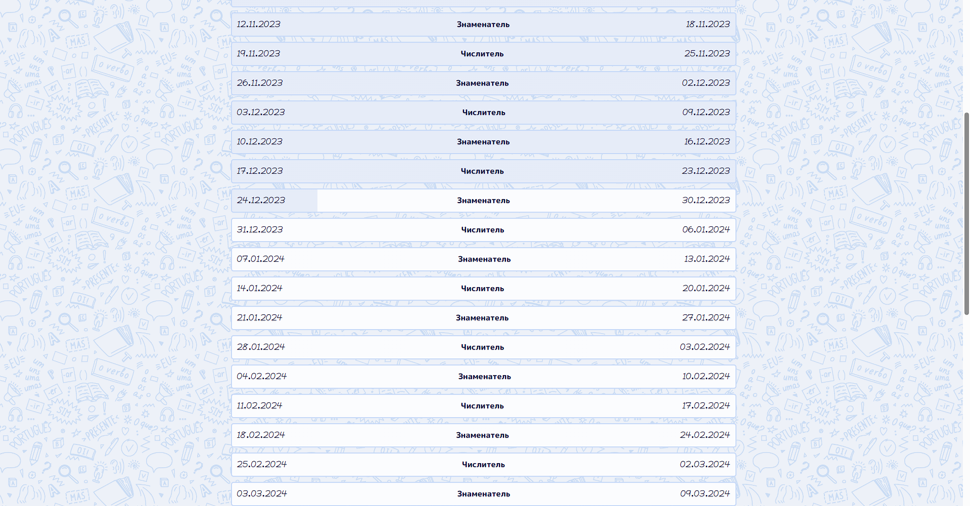 12.11.2023 Знаменатель 18.11.2023
19.11.2023 Числитель 25.11.2023
26.11.2023 Знаменатель 02.12.2023
03.12.2023 Числитель 09.12.2023
10.12.2023 Знаменатель 16.12.2023
17.12.2023 Числитель 23.12.2023
24.12.2023 Знаменатель 30.12.2023
31.12.2023 Числитель 06.01.2024
07.01.2024 Знаменатель 13.01.2024
14.01.2024 Числитель 20.01.2024
21.01.2024 Знаменатель 27.01.2024
28.01.2024 Числитель 03.02.2024
04.02.2024 Знаменатель 10.02.2024
11.02.2024 Числитель 17.02.2024
18.02.2024 Знаменатель 24.02.2024
25.02.2024 Числитель 02.03.2024
03.03.2024 Знаменатель 09.03.2024